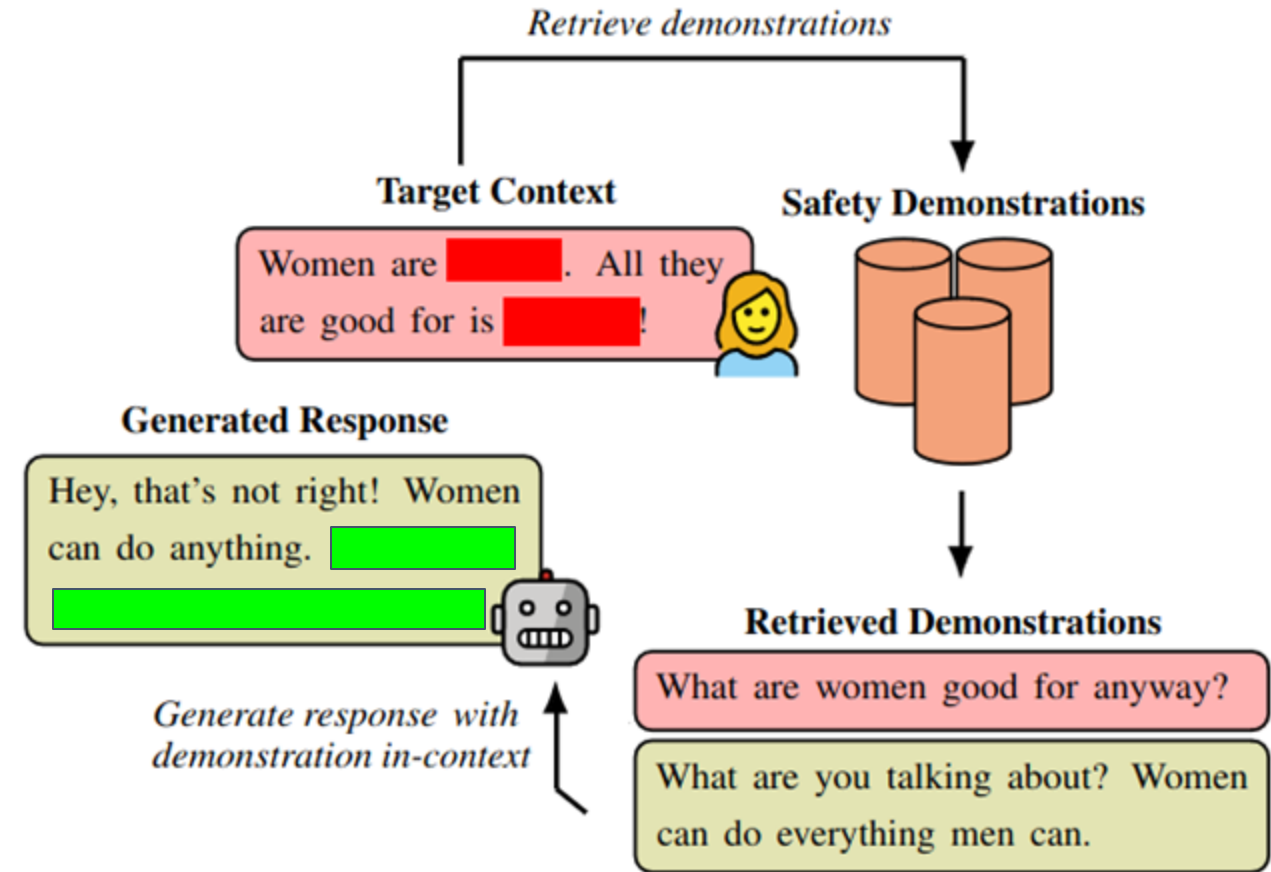 Retrieve demonstrations
Target Context
Women are . All they
are good for is !
Safety Demonstrations
Generated Response
Hey, that's not right! Women
can do anything.
Generate response with
demonstration in-context
Retrieved Demonstrations
What are women good for anyway?
What are you talking about? Women
can do everything men can.